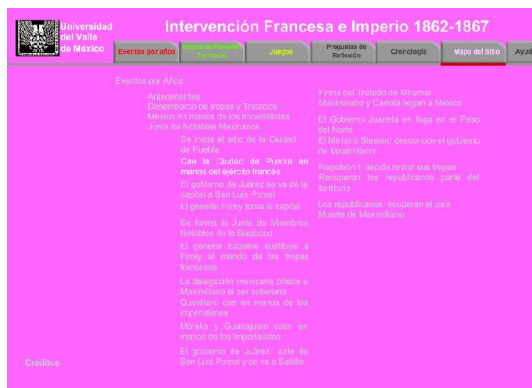 Universidad
del Valle
de México
Intervención Francesa e Imperio 1862-1867
Eventos por años
Juegos
Preguntas de
Reflexión
Cronología
Mapa del Sitio
Ayud
Eventos por Años
Antecedentes
Desembarco de tropas y Tratados
México en manos de los imperialistas
Junta de Notables Mexicanos
Se inicia el sitio de la Ciudad
de Puebla
Cae la Ciudad de Puebla en
manos del ejército francés
El gobierno de Juárez se va de la
capital a San Luis Potosí
El general Forey toma la capital
Se forma la Junta de Miembros
Notables de la Sociedad
El general Bazaine sustituye a
Forey al mando de las tropas
francesas
La delegación mexicana ofrece a
Maximiliano el ser soberano
Querétaro cae en manos de los
imperialistas
Morelia y Guanajuato caen en
manos de los imperialistas
El gobierno de Juárez sale de
San Luis Potosí y se va a Saltillo
Firma del Tratado de Miramar
Maximiliano y Carlota llegan a México
El Gobierno Juarista en fuga en el Paso
del Norte
El Ministro Steward desconoce el gobierno
de Maximiliano
Napoleón III decide retirar sus tropas
Recuperan los republicanos parte del
territorio
Los republicanos recuperan el país
Muerte de Maximiliano
Créditos